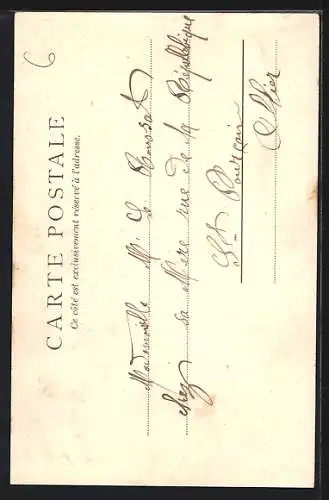 CARTE POSTALE
Ce côté est exclusivement réservé à l'adresse.
Mademoiselle M. L.
chez sa Mère rue de la République
St Pourçain
Allier